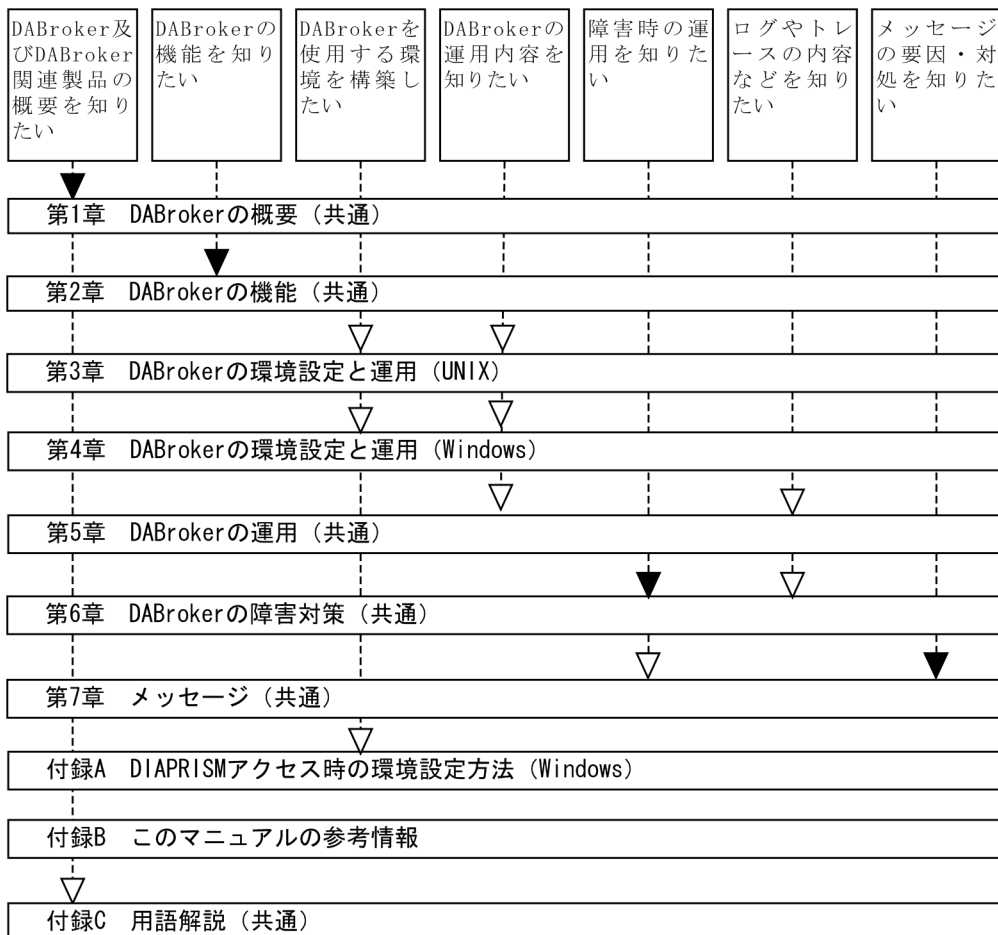 DABroker及
びDABroker
関連製品の
概要を知り
たい
DABrokerの
機能を知り
たい
DABrokerを
使用する環
境を構築し
たい
DABrokerの
運用内容を
知りたい
障害時の運
用を知りた
い
ログやトレ
ースの内容
などを知り
たい
メッセージ
の要因・対
処を知りた
い
第1章 DABrokerの概要（共通）
第2章 DABrokerの機能（共通）
第3章 DABrokerの環境設定と運用（UNIX）
第4章 DABrokerの環境設定と運用（Windows）
第5章 DABrokerの運用（共通）
第6章 DABrokerの障害対策（共通）
第7章 メッセージ（共通）
付録A DIAPRISMアクセス時の環境設定方法（Windows）
付録B このマニュアルの参考情報
付録C 用語解説（共通）